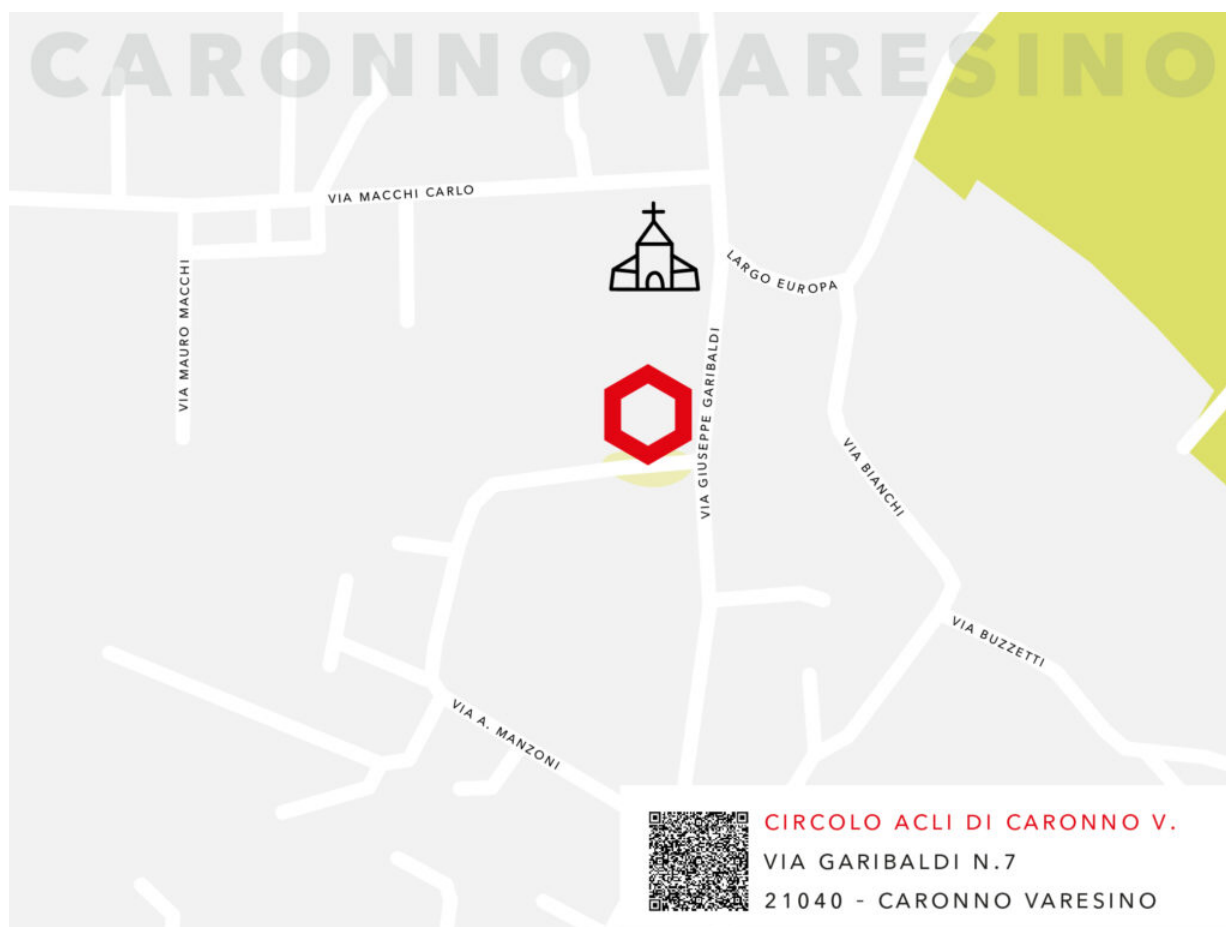 CARONNO VARESINO
VIA MACCHI CARLO
LARGO EUROPA
VIA MAURO MACCHI
VIA GIUSEPPE GARIBALDI
VIA BIANCHI
VIA BUZZETTI
VIA A. MANZONI
CIRCOLO ACLI DI CARONNO V.
VIA GARIBALDI N.7
21040 - CARONNO VARESINO